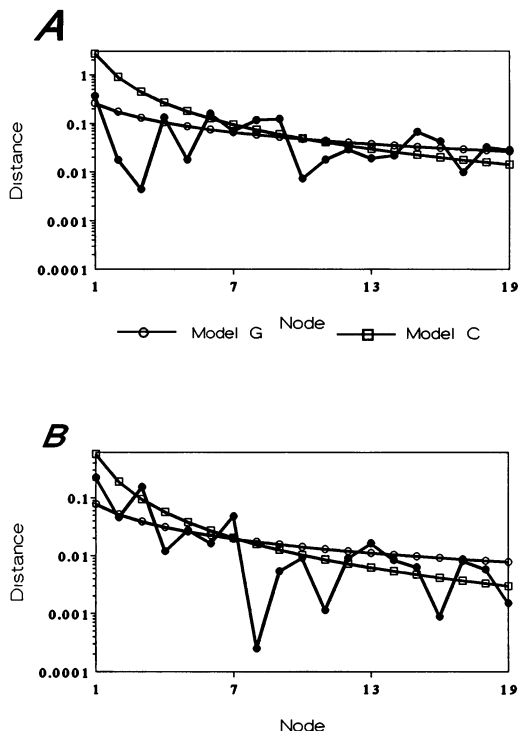 A
1
0.1
0.01
0.001
0.0001
Distance
1 7 13 19
Node
Model G Model C
B
0.1
0.01
0.001
0.0001
Distance
1 7 13 19
Node